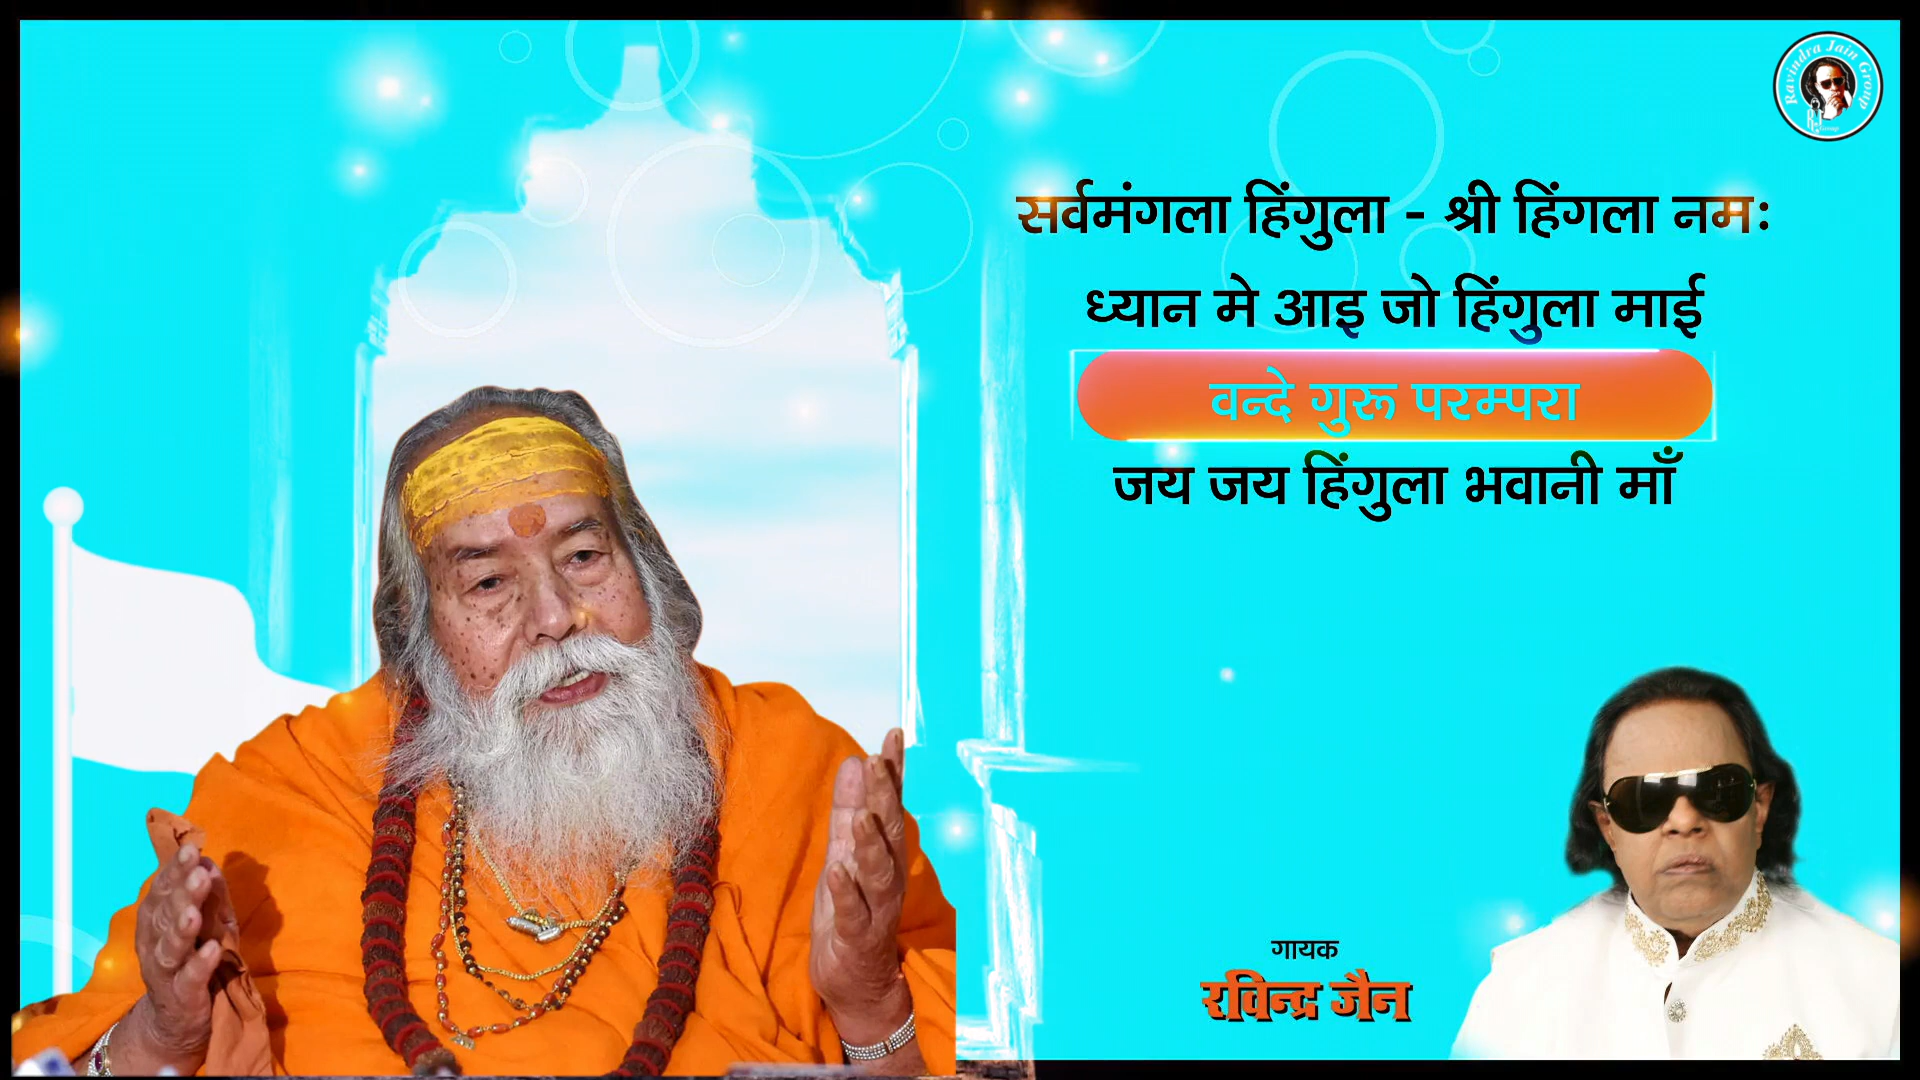 Ravindra Jain Group
सर्वमंगला हिंगुला - श्री हिंगला नमः
ध्यान मे आइ जो हिंगुला माई
वन्दे गुरू परम्परा
जय जय हिंगुला भवानी माँ
गायक
रविन्द्र जैन